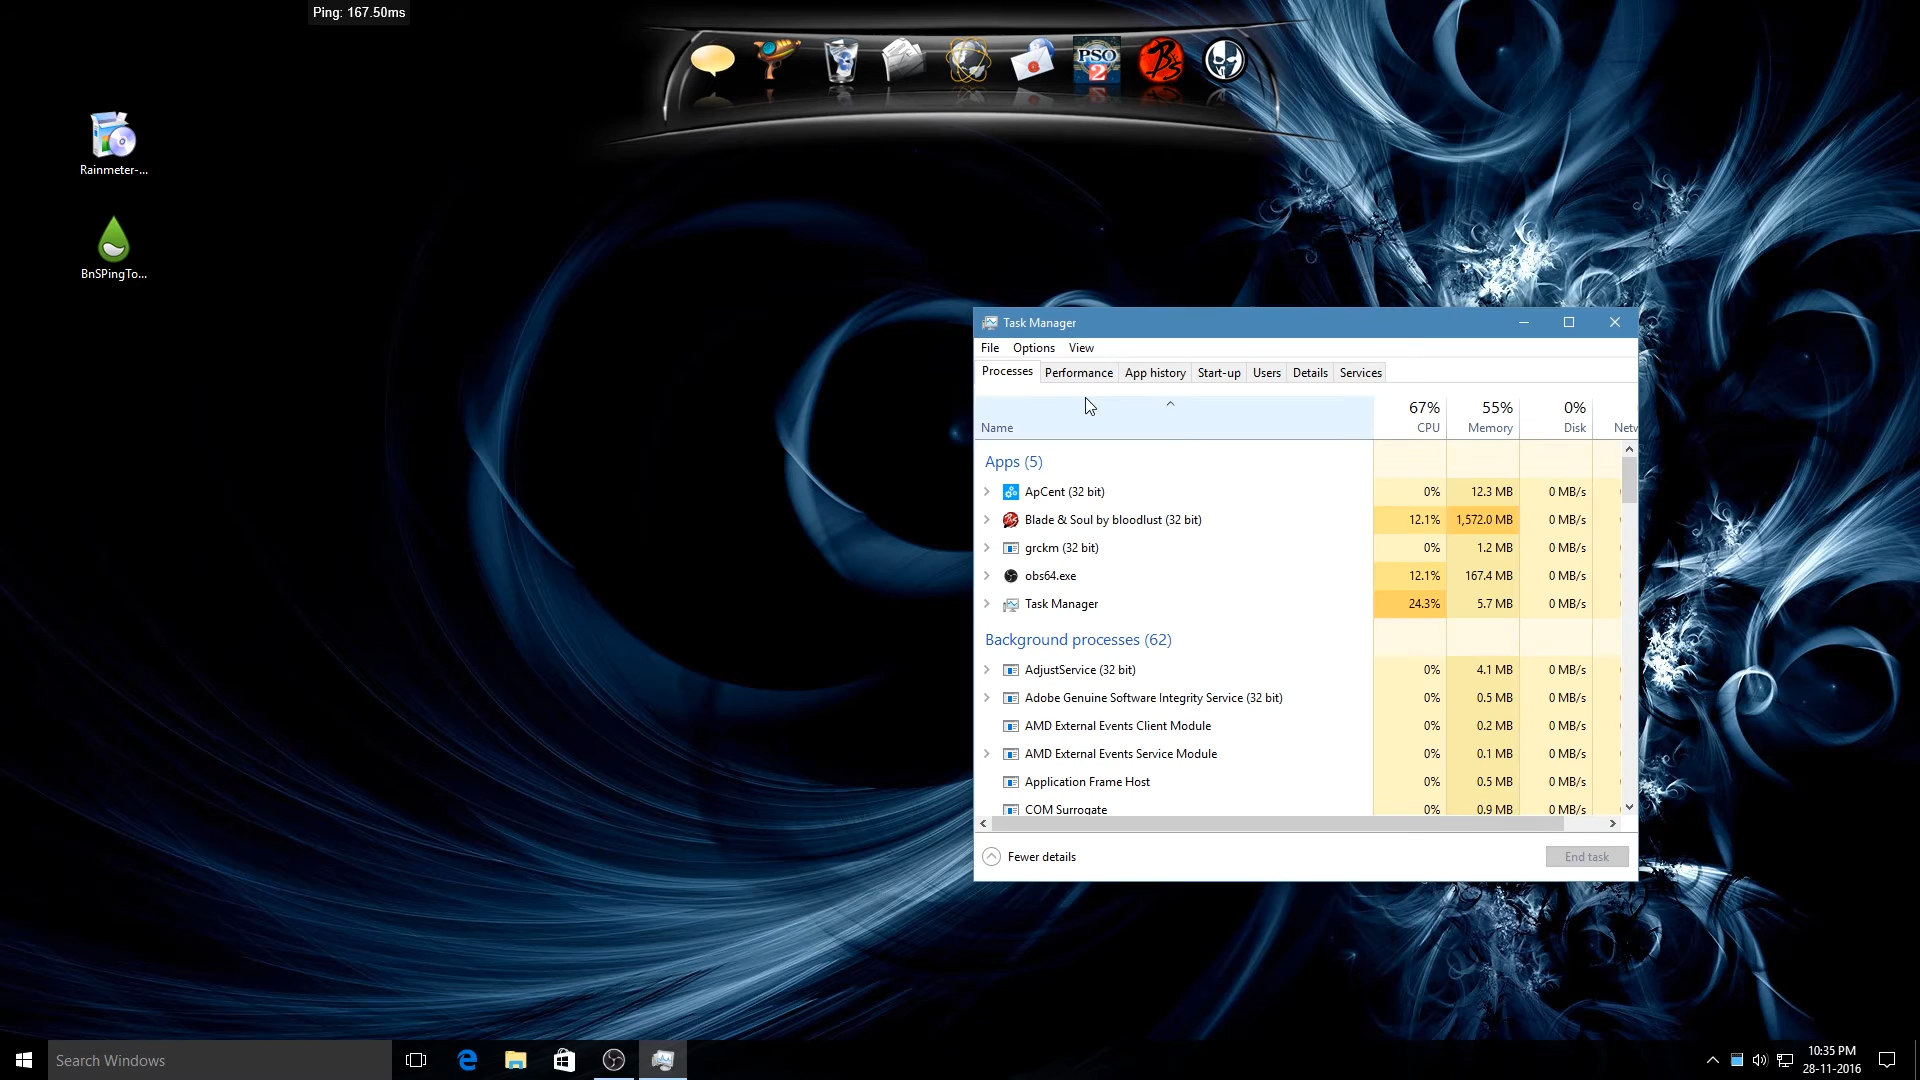 Ping: 167.50ms
PSO
2
Bs
Rainmeter-...
BnSPingTo...
Task Manager
File Options View
Processes Performance App history Start-up Users Details Services
67% 55% 0%
Name CPU Memory Disk Netw
Apps (5)
ApCent (32 bit) 0% 12.3 MB 0 MB/s
Blade & Soul by bloodlust (32 bit) 12.1% 1,572.0 MB 0 MB/s
grckm (32 bit) 0% 1.2 MB 0 MB/s
obs64.exe 12.1% 167.4 MB 0 MB/s
Task Manager 24.3% 5.7 MB 0 MB/s
Background processes (62)
AdjustService (32 bit) 0% 4.1 MB 0 MB/s
Adobe Genuine Software Integrity Service (32 bit) 0% 0.5 MB 0 MB/s
AMD External Events Client Module 0% 0.2 MB 0 MB/s
AMD External Events Service Module 0% 0.1 MB 0 MB/s
Application Frame Host 0% 0.5 MB 0 MB/s
COM Surrogate 0% 0.9 MB 0 MB/s
Fewer details End task
Search Windows
10:35 PM
28-11-2016